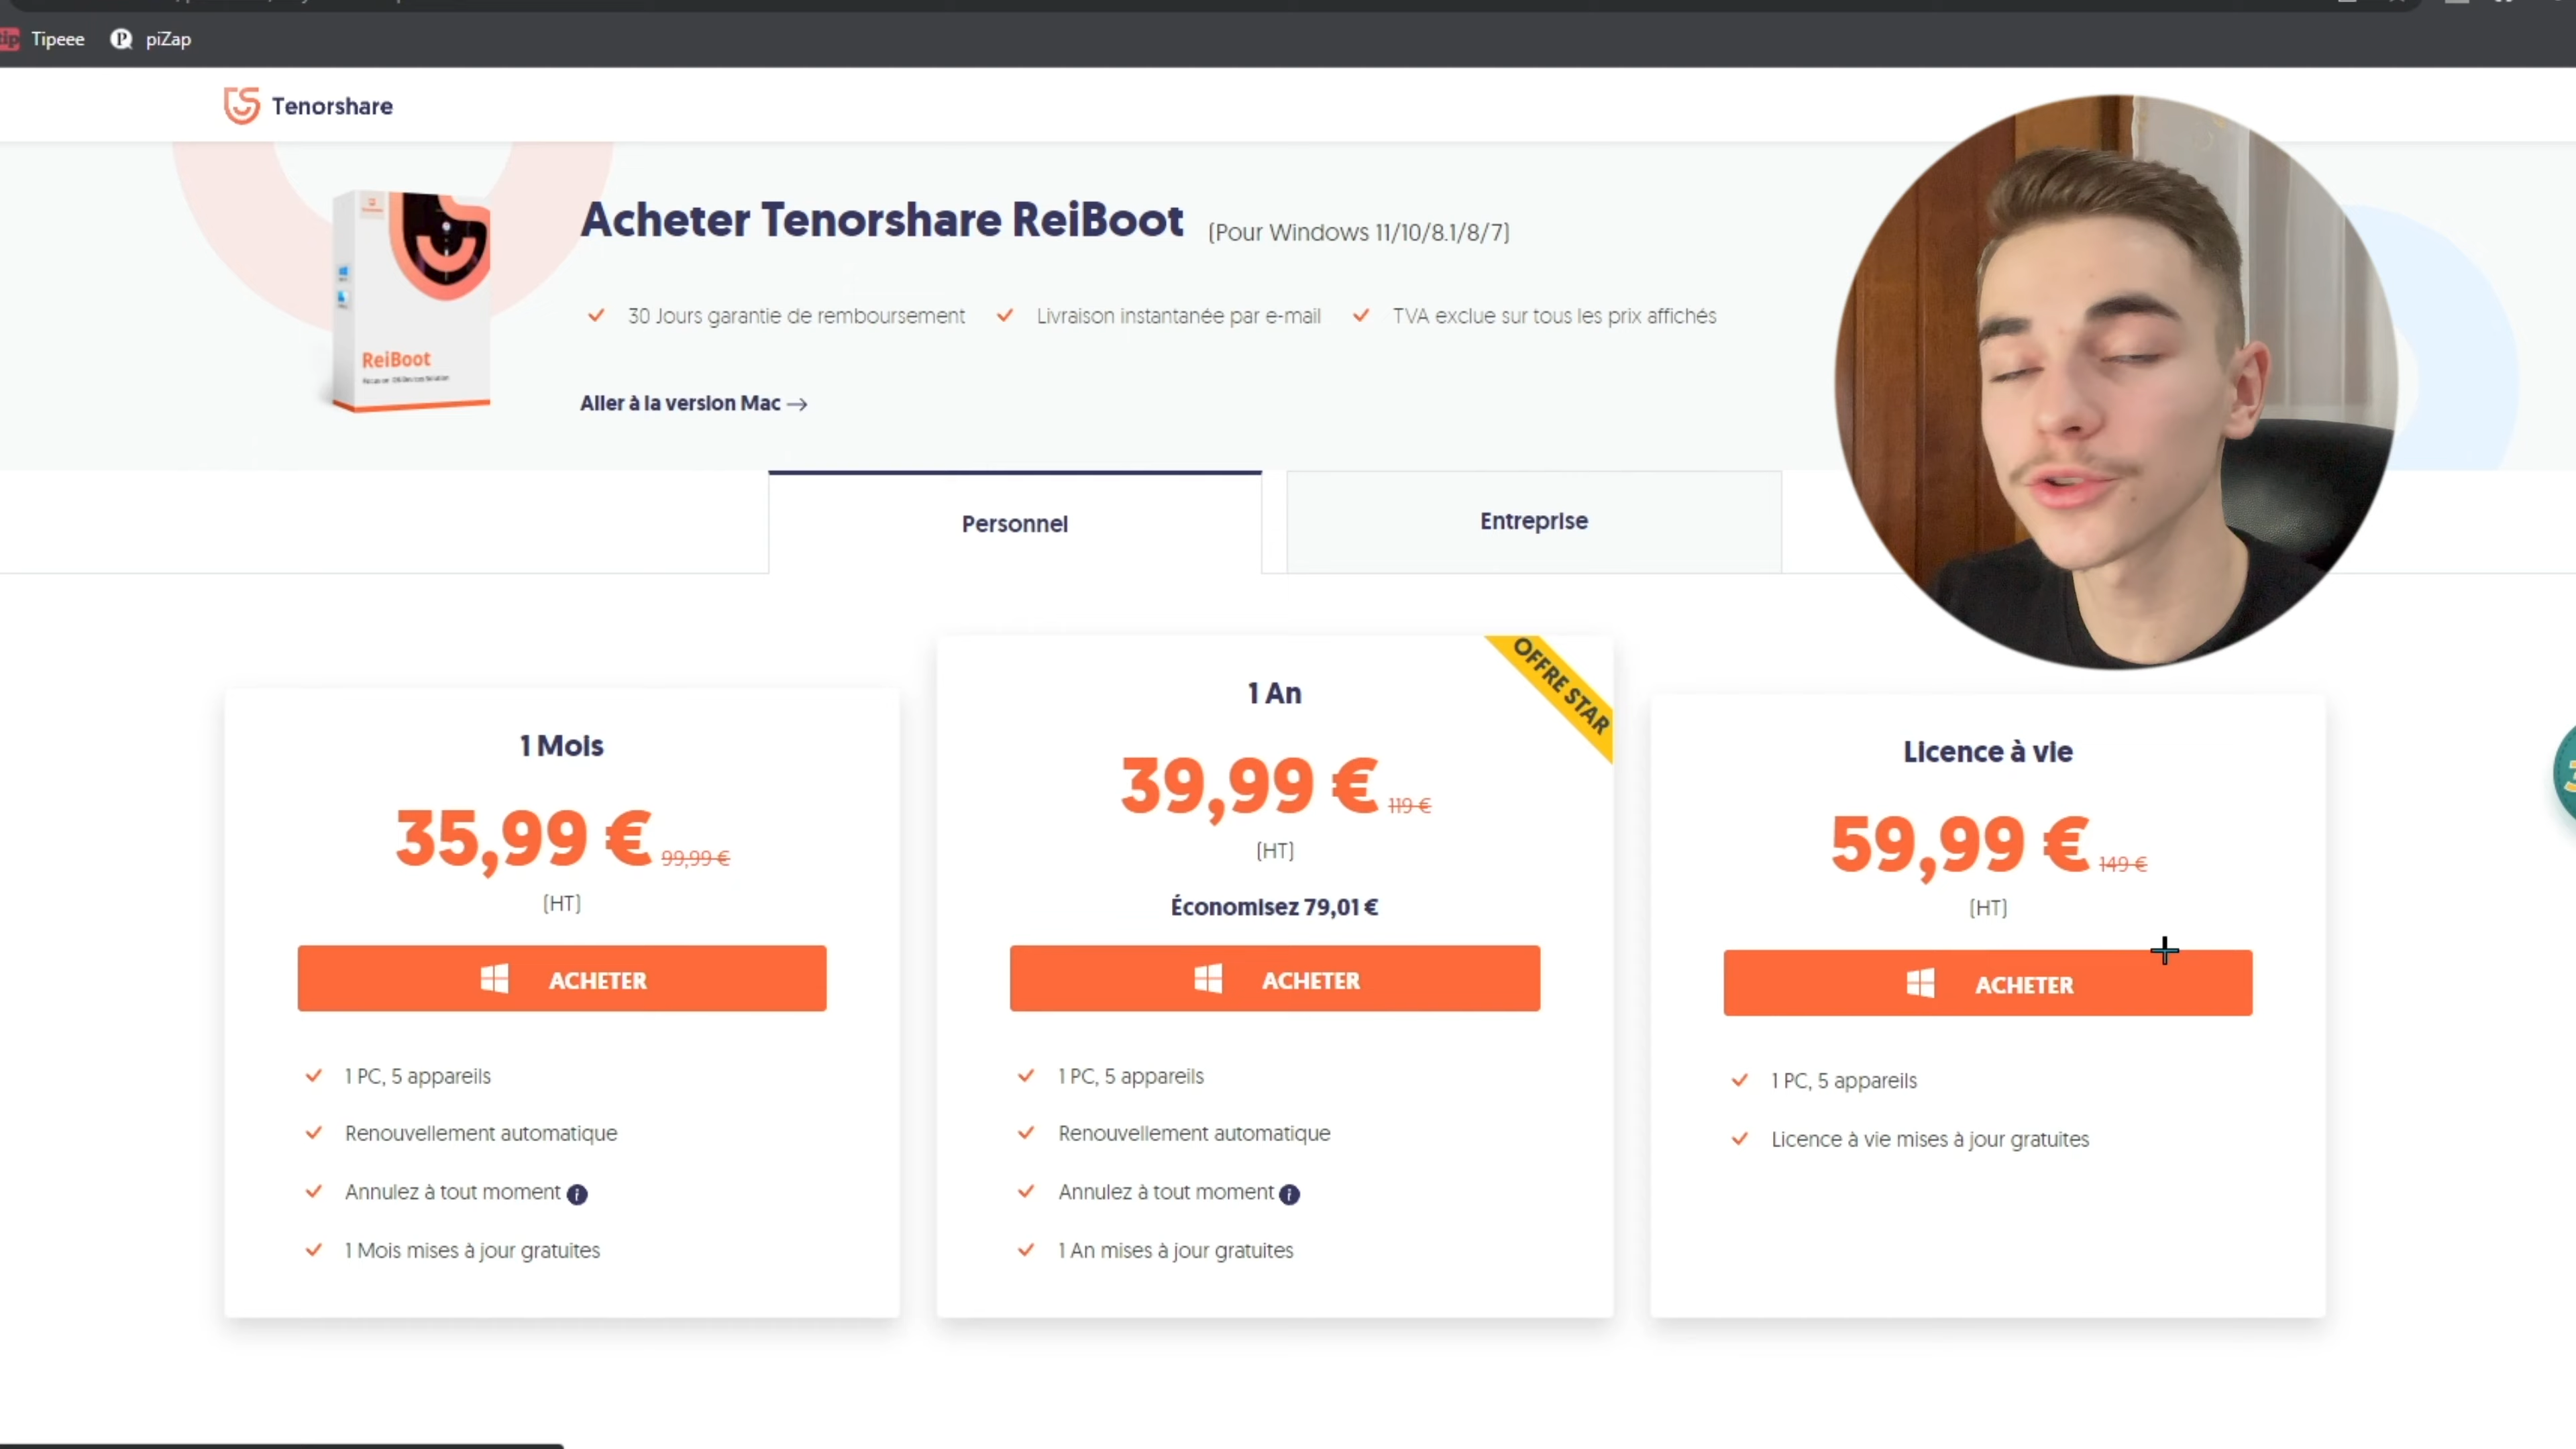 Tipeee piZap
Tenorshare
Acheter Tenorshare ReiBoot (Pour Windows 11/10/8.1/8/7)
30 Jours garantie de remboursement Livraison instantanée par e-mail TVA exclue sur tous les prix affichés
ReiBoot
Aller à la version Mac →
Personnel Entreprise
1 Mois
35,99 € 99,99 €
(HT)
ACHETER
1 PC, 5 appareils
Renouvellement automatique
Annulez à tout moment
1 Mois mises à jour gratuites
OFFRE STAR
1 An
39,99 € 119 €
(HT)
Économisez 79,01 €
ACHETER
1 PC, 5 appareils
Renouvellement automatique
Annulez à tout moment
1 An mises à jour gratuites
Licence à vie
59,99 € 149 €
(HT)
ACHETER
1 PC, 5 appareils
Licence à vie mises à jour gratuites